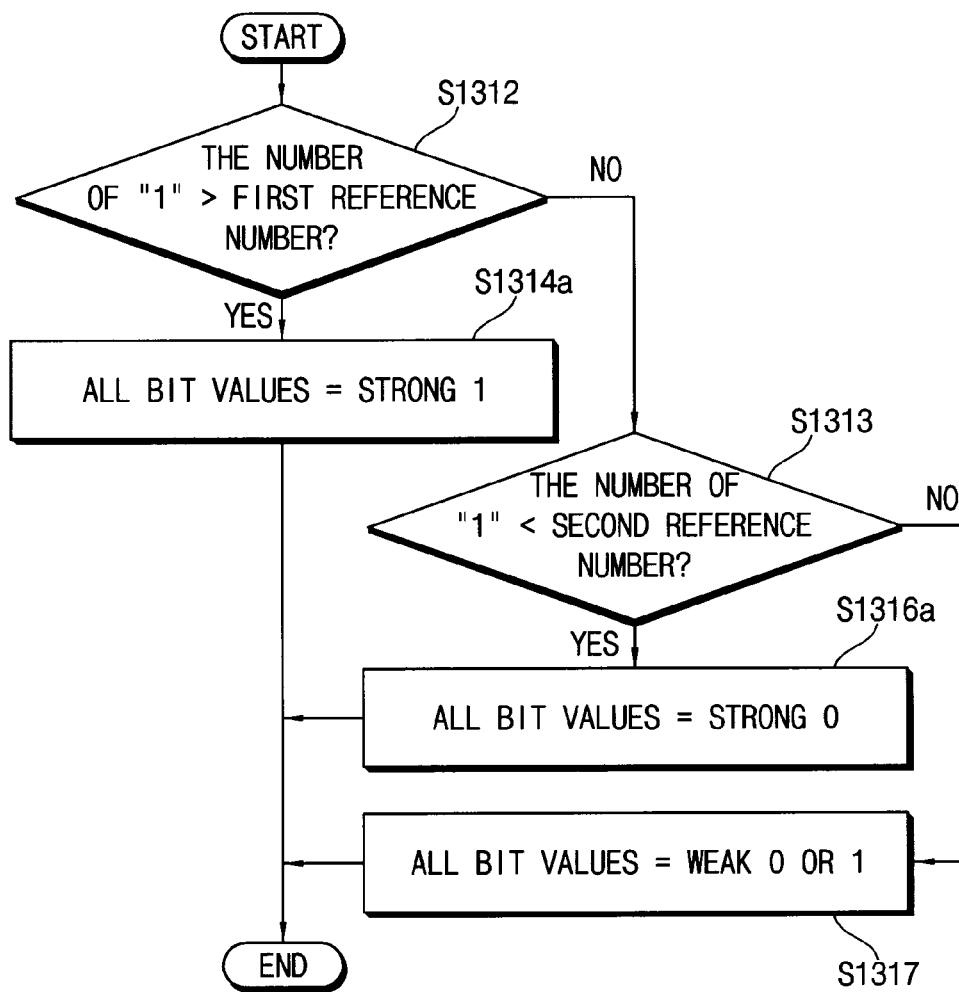 START
S1312
THE NUMBER
OF "1" > FIRST REFERENCE
NUMBER?
NO
S1314a
YES
ALL BIT VALUES = STRONG 1
S1313
THE NUMBER OF
"1" < SECOND REFERENCE
NUMBER?
NO
S1316a
YES
ALL BIT VALUES = STRONG 0
ALL BIT VALUES = WEAK 0 OR 1
S1317
END